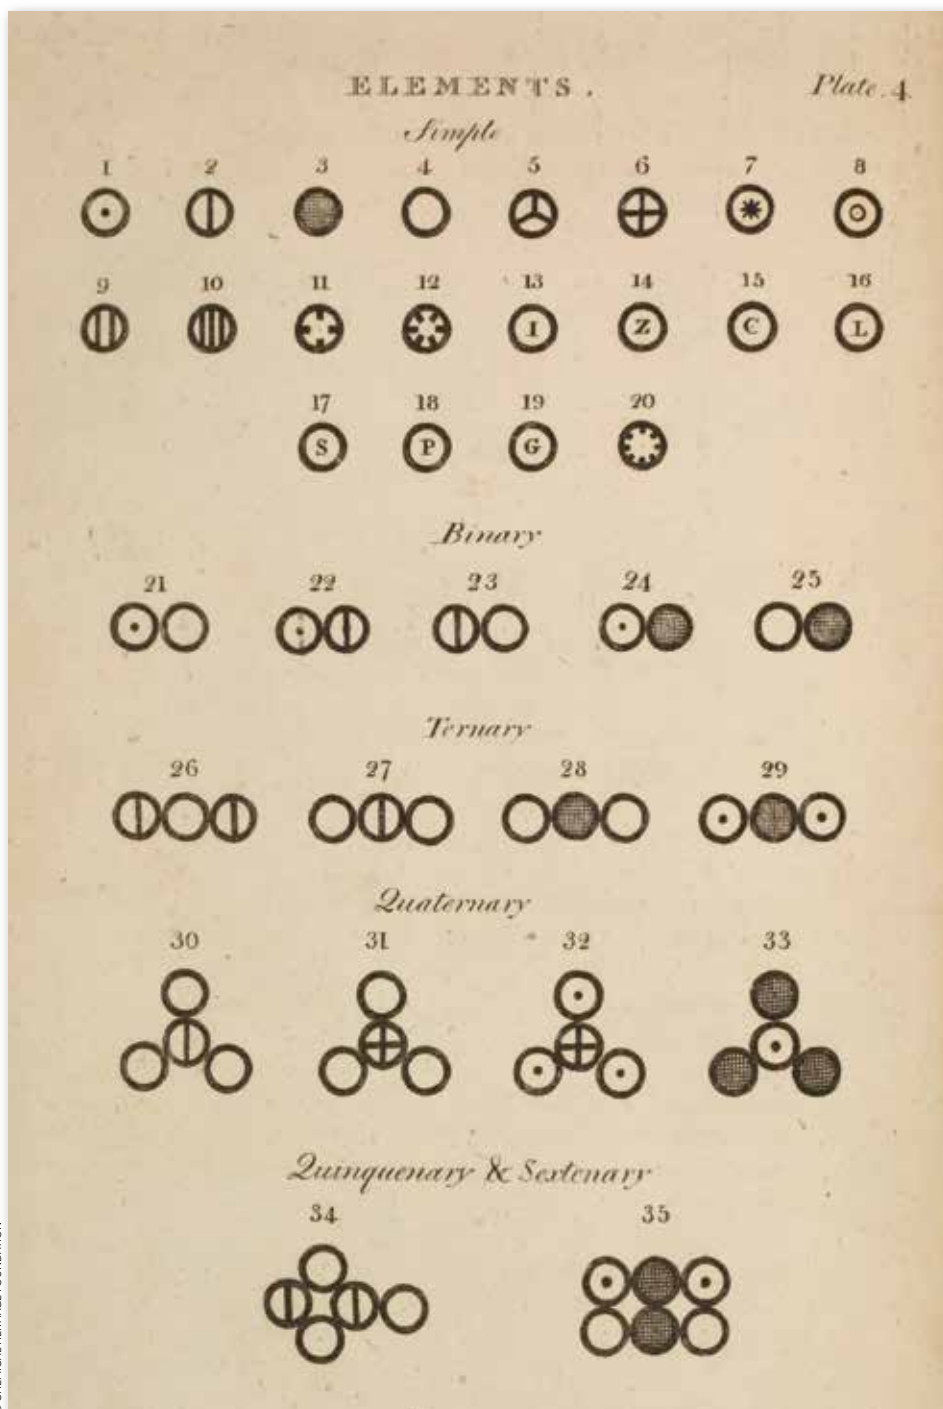 ELEMENTS. Plate. 4
Simple
1 2 3 4 5 6 7 8
9 10 11 12 13 14 15 16
I Z C L
17 18 19 20
S P G
Binary
21 22 23 24 25
Ternary
26 27 28 29
Quaternary
30 31 32 33
Quinquenary & Sextenary
34 35